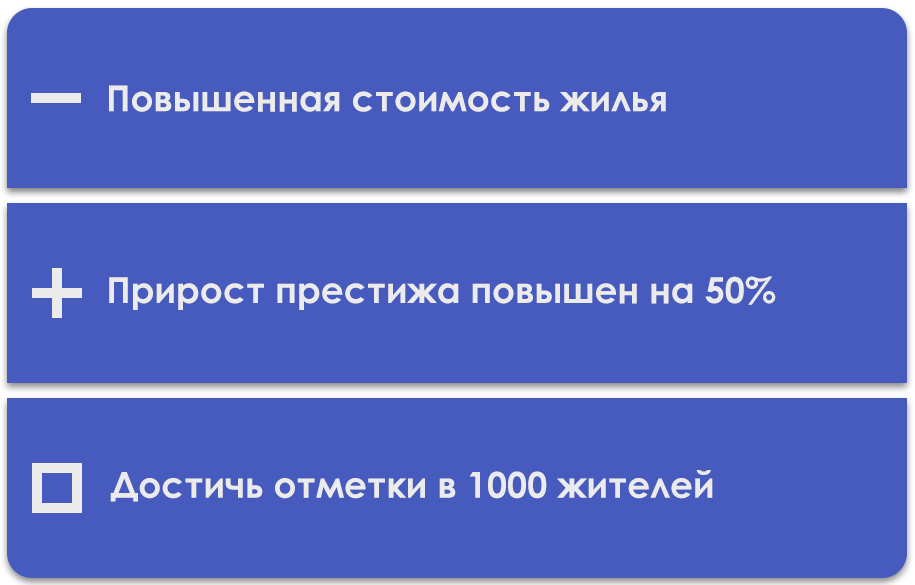 Повышенная стоимость жилья
Прирост престижа повышен на 50%
Достичь отметки в 1000 жителей